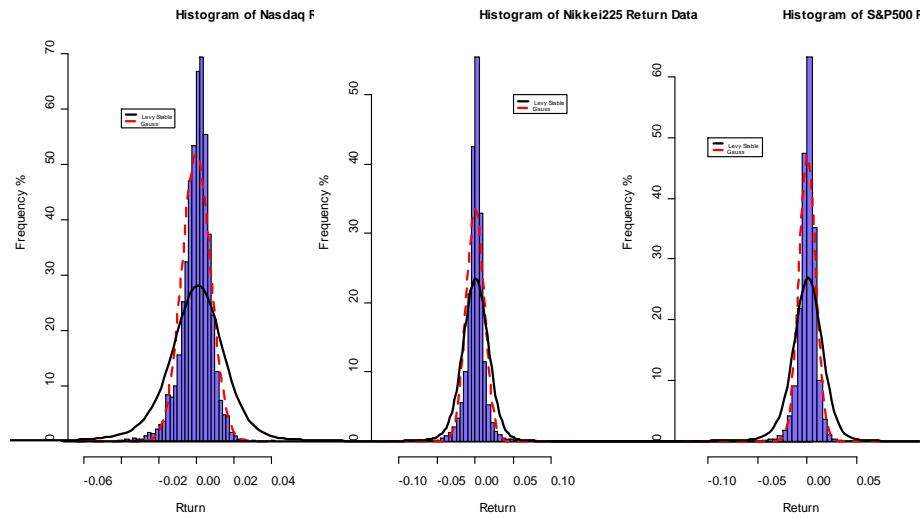 Histogram of Nasdaq R
70
60
50
40
30
20
10
0
Frequency %
Levy Stable
Gauss
-0.06
-0.02
0.00
0.02
0.04
Rturn
Histogram of Nikkei225 Return Data
50
40
30
20
10
0
Frequency %
Levy Stable
Gauss
-0.10
-0.05
0.00
0.05
0.10
Return
Histogram of S&P500 R
60
50
40
30
20
10
0
Frequency %
Levy Stable
Gauss
-0.10
-0.05
0.00
0.05
Return